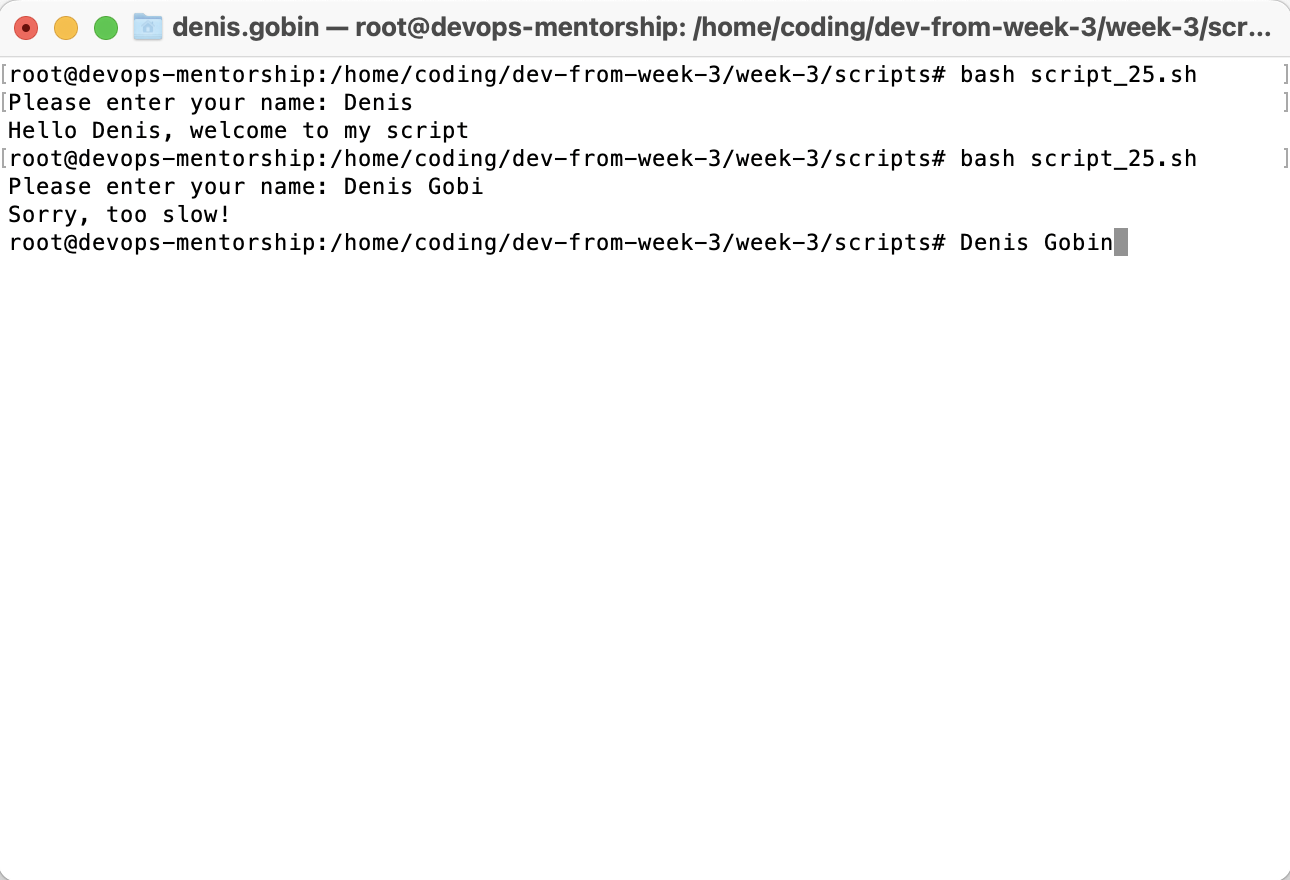 denis.gobin — root@devops-mentorship: /home/coding/dev-from-week-3/week-3/scr...
[root@devops-mentorship:/home/coding/dev-from-week-3/week-3/scripts# bash script_25.sh ]
[Please enter your name: Denis ]
Hello Denis, welcome to my script
[root@devops-mentorship:/home/coding/dev-from-week-3/week-3/scripts# bash script_25.sh ]
Please enter your name: Denis Gobi
Sorry, too slow!
root@devops-mentorship:/home/coding/dev-from-week-3/week-3/scripts# Denis Gobin